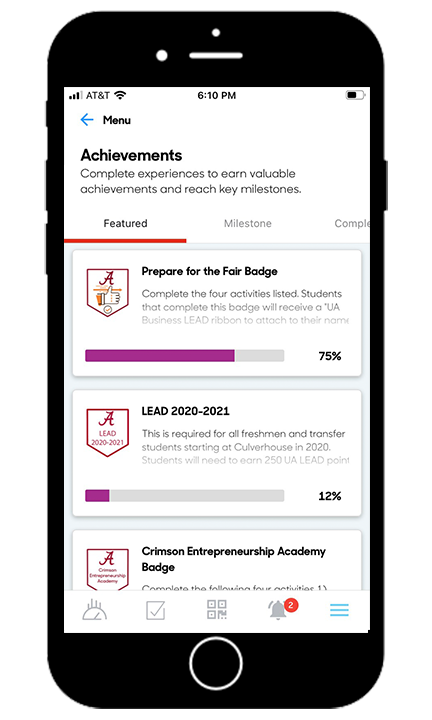 AT&T 6:10 PM
Menu
Achievements
Complete experiences to earn valuable
achievements and reach key milestones.
Featured Milestone Comple
A
Prepare for the Fair Badge
Complete the four activities listed. Students
that complete this badge will receive a "UA
Business LEAD ribbon to attach to their name
75%
A
LEAD
2020-2021
LEAD 2020-2021
This is required for all freshmen and transfer
students starting at Culverhouse in 2020.
Students will need to earn 250 UA LEAD point
12%
A
Crimson
Entrepreneurship
Academy
Crimson Entrepreneurship Academy
Badge
Complete the following four activities 1)
2